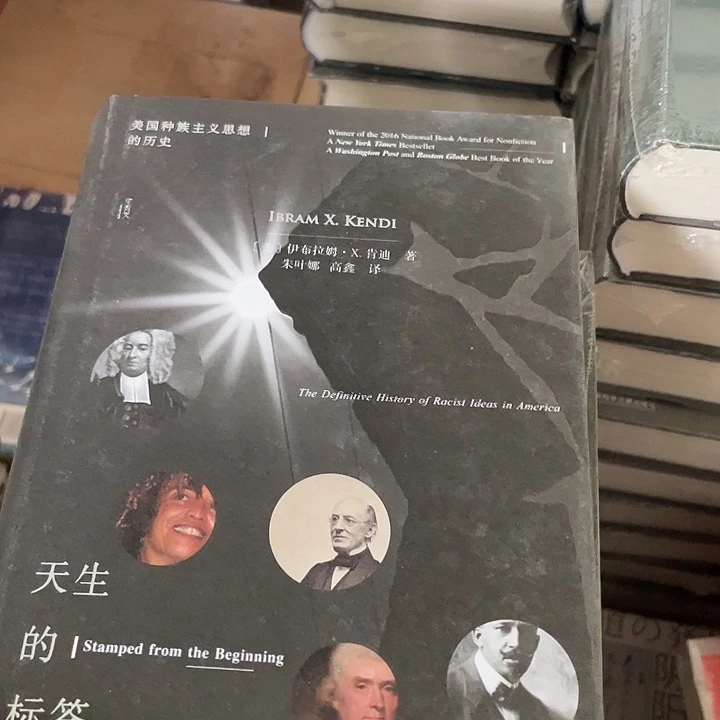 美国种族主义思想
的历史
Winner of the 2016 National Book Award for Nonfiction
A New York Times Bestseller
A Washington Post and Boston Globe Best Book of the Year
IBRAM X. KENDI
伊布拉姆·X. 肯迪 著
朱叶娜 高鑫 译
The Definitive History of Racist Ideas in America
天生
的
标签
Stamped from the Beginning